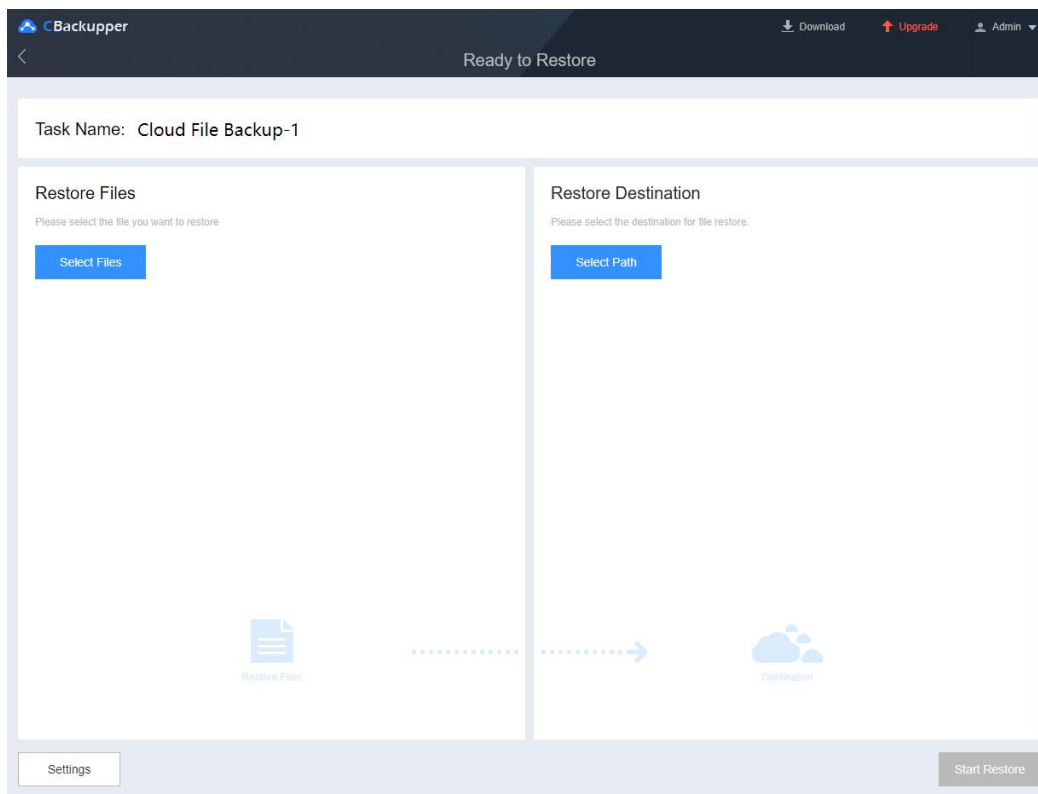 CBackupper
Download
Upgrade
Admin
Ready to Restore
Task Name: Cloud File Backup-1
Restore Files
Please select the file you want to restore
Select Files
Restore Destination
Please select the destination for file restore.
Select Path
Restore Files
Destination
Settings
Start Restore